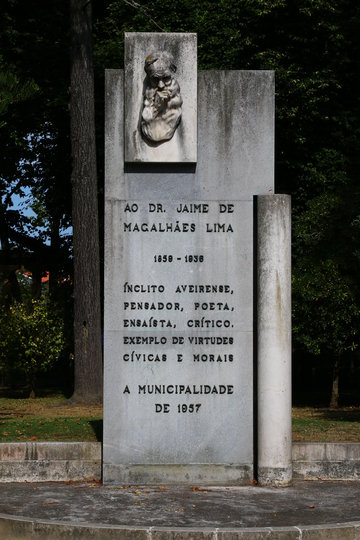 AO DR. JAIME DE
MAGALHÃES LIMA
1859 - 1936
ÍNCLITO AVEIRENSE,
PENSADOR, POETA,
ENSAÍSTA, CRÍTICO.
EXEMPLO DE VIRTUDES
CÍVICAS E MORAIS
A MUNICIPALIDADE
DE 1957